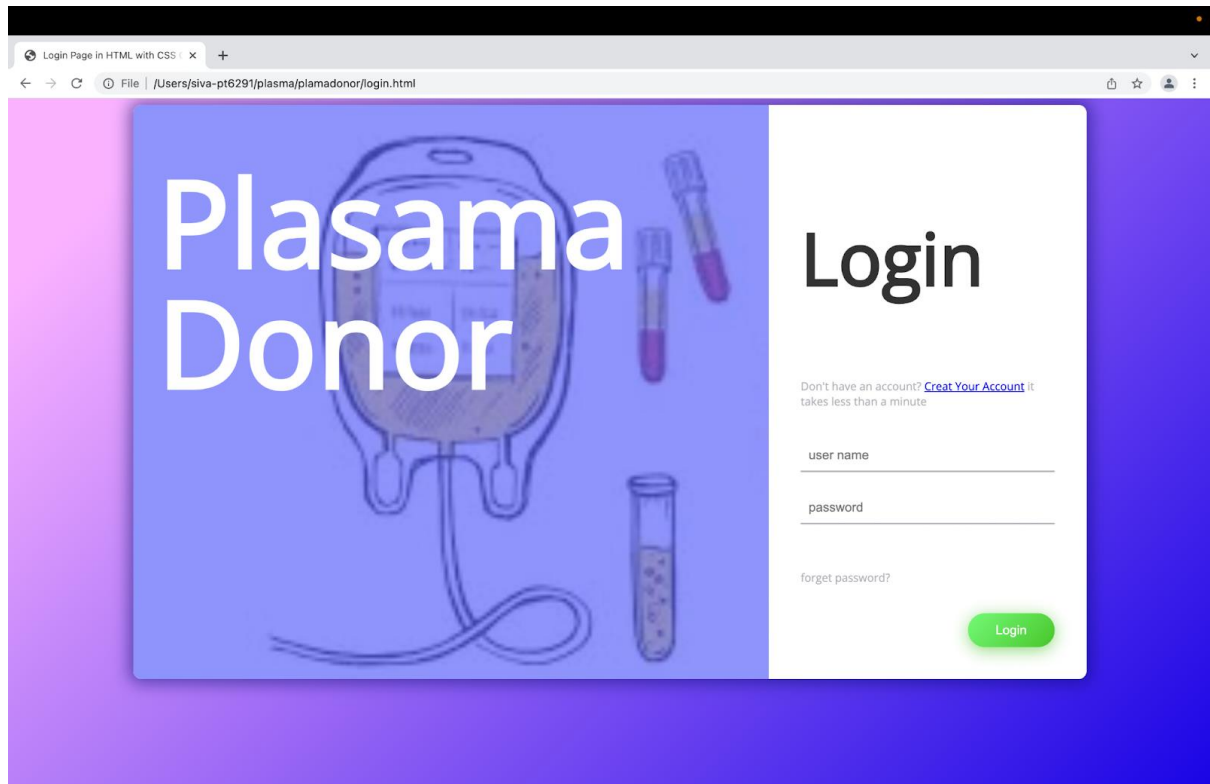 Login Page in HTML with CSS
File | /Users/siva-pt6291/plasma/plamadonor/login.html
Plasama
Donor
Login
Don't have an account? Creat Your Account it
takes less than a minute
user name
password
forget password?
Login